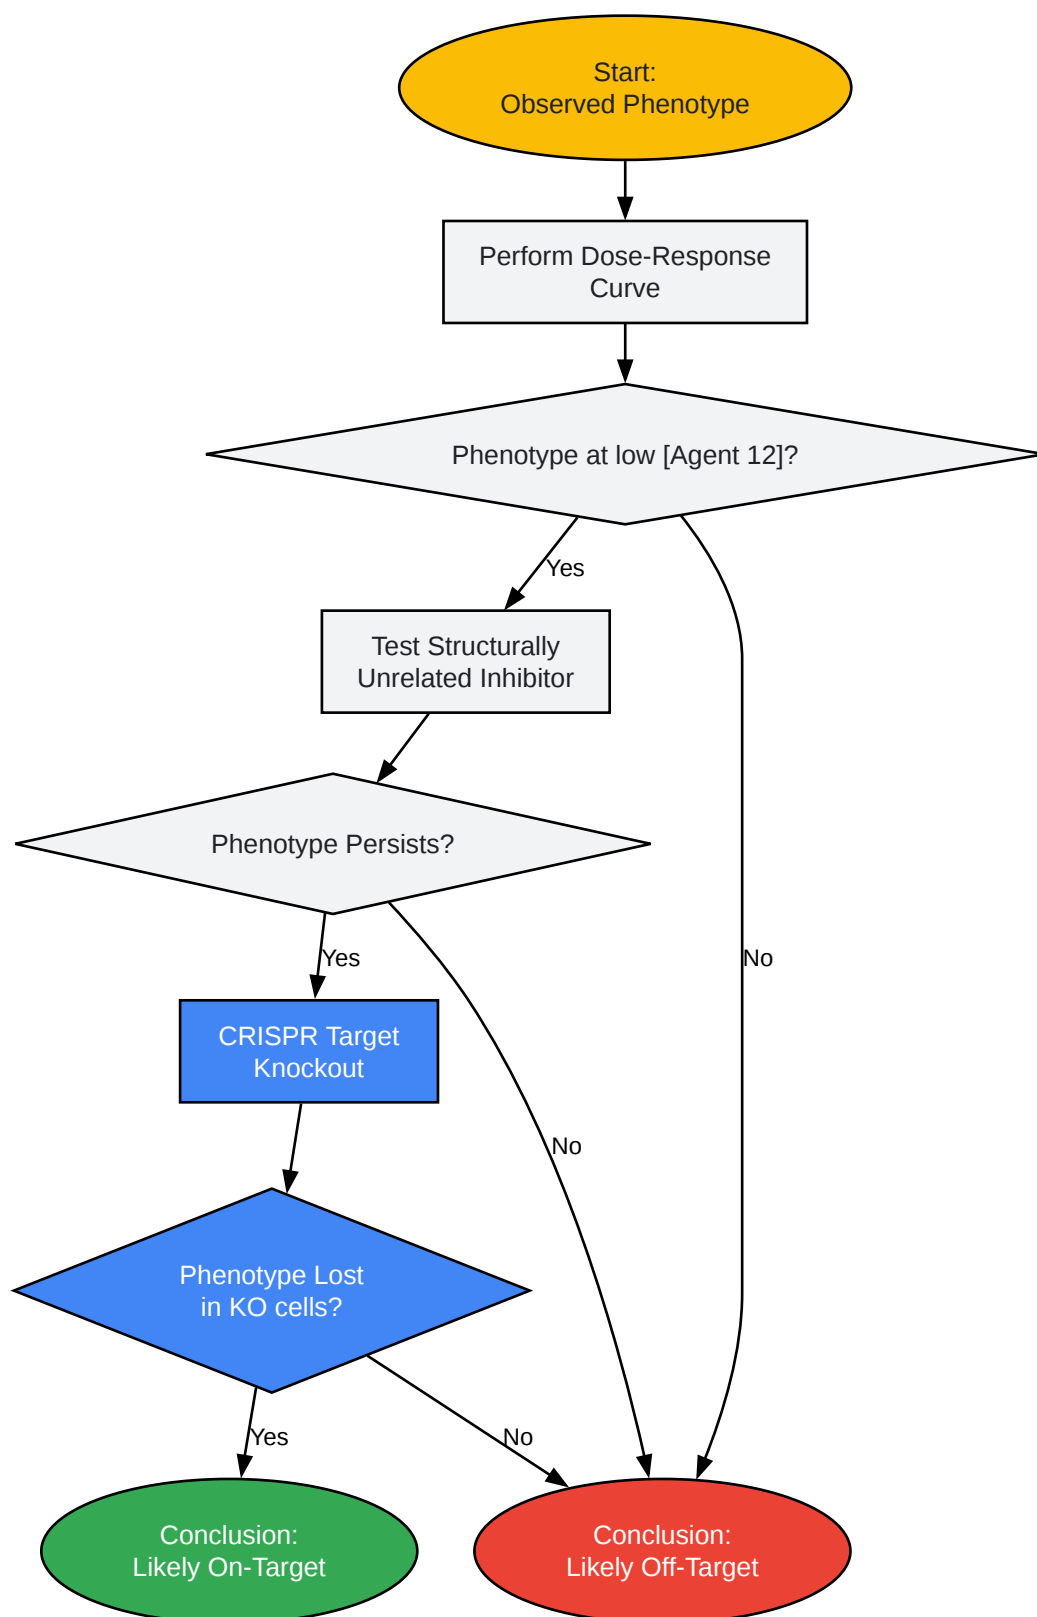 Start:
Observed Phenotype
Perform Dose-Response
Curve
Phenotype at low [Agent 12]?
Yes
Test Structurally
Unrelated Inhibitor
Phenotype Persists?
Yes
No
CRISPR Target
Knockout
No
Phenotype Lost
in KO cells?
Yes
No
Conclusion:
Likely On-Target
Conclusion:
Likely Off-Target